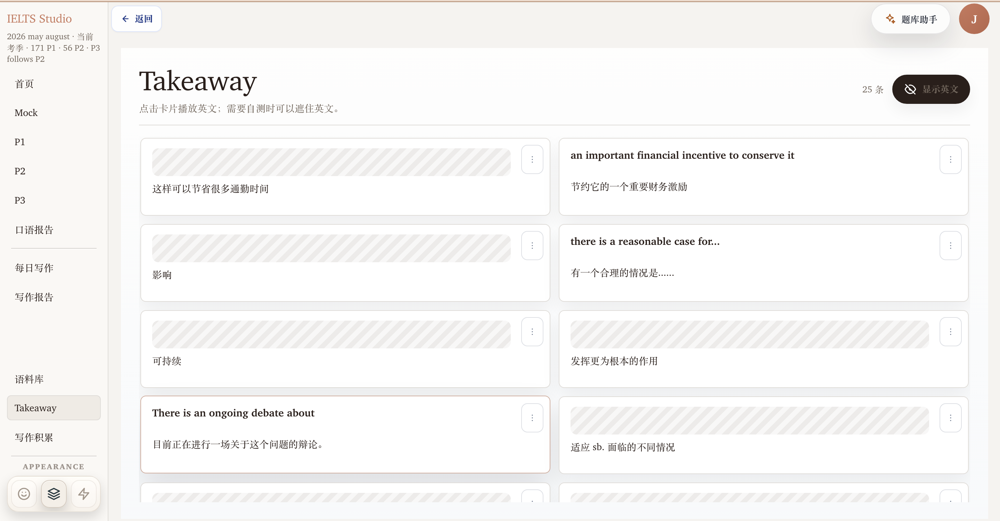 IELTS Studio
2026 may august · 当前
考季 · 171 P1 · 56 P2 · P3
follows P2
首页
Mock
P1
P2
P3
口语报告
每日写作
写作报告
语料库
Takeaway
写作积累
APPEARANCE
返回
题库助手
J
Takeaway
点击卡片播放英文；需要自测时可以遮住英文。
25 条
显示英文
这样可以节省很多通勤时间
an important financial incentive to conserve it
节约它的一个重要财务激励
影响
there is a reasonable case for...
有一个合理的情况是……
可持续
发挥更为根本的作用
There is an ongoing debate about
目前正在进行一场关于这个问题的辩论。
适应 sb. 面临的不同情况